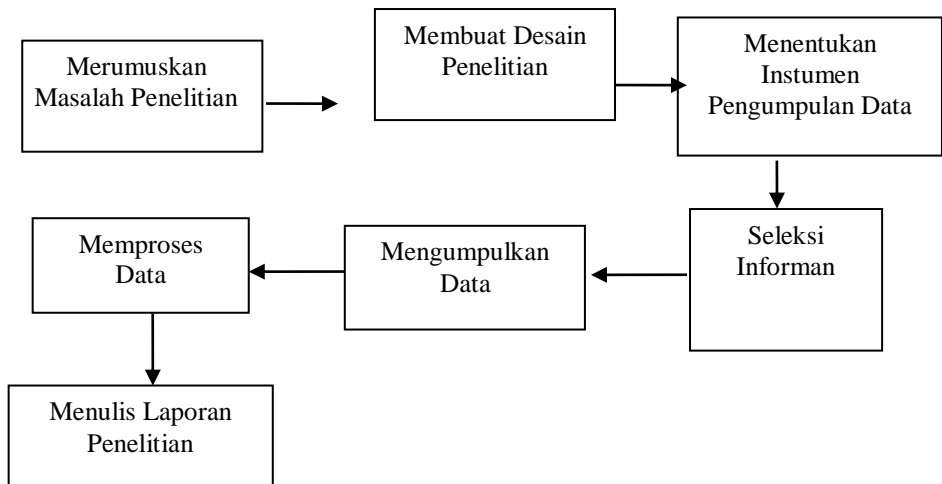 Merumuskan
Masalah Penelitian
Membuat Desain
Penelitian
Menentukan
Instumen
Pengumpulan Data
Seleksi
Informan
Mengumpulkan
Data
Memproses
Data
Menulis Laporan
Penelitian